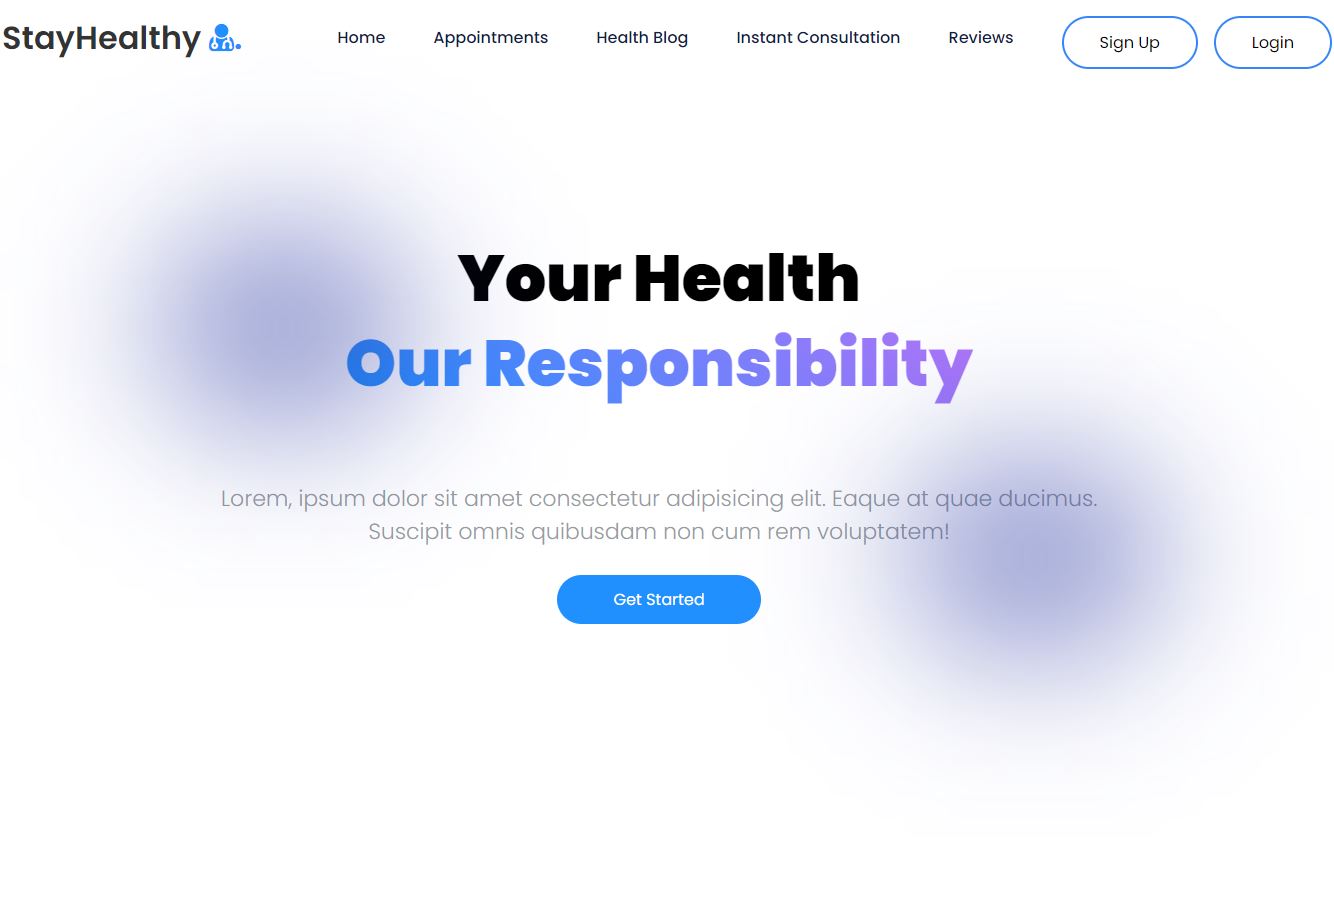 StayHealthy
Home Appointments Health Blog Instant Consultation Reviews Sign Up Login
Your Health
Our Responsibility
Lorem, ipsum dolor sit amet consectetur adipisicing elit. Eaque at quae ducimus.
Suscipit omnis quibusdam non cum rem voluptatem!
Get Started